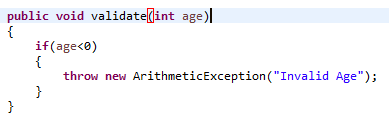 public void validate(int age)
{
    if(age<0)
    {
        throw new ArithmeticException("Invalid Age");
    }
}